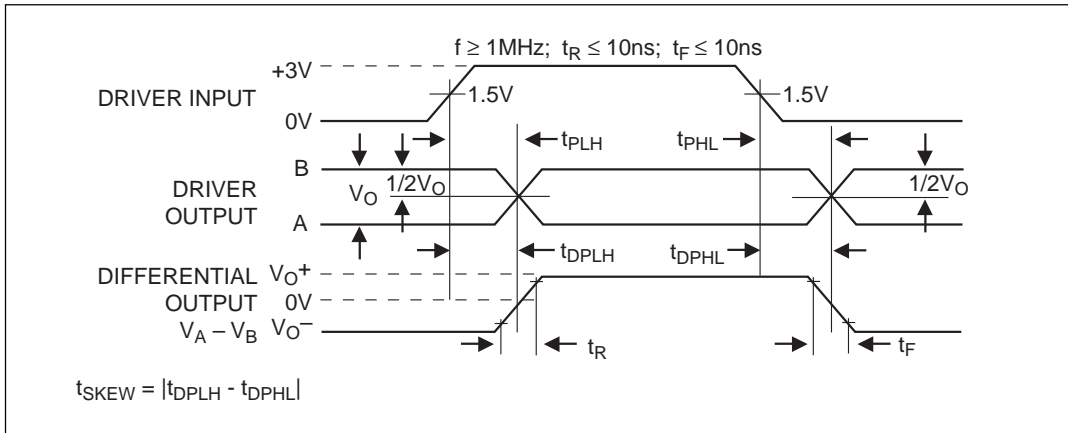 f ≥ 1MHz; tR ≤ 10ns; tF ≤ 10ns
+3V
DRIVER INPUT
1.5V
1.5V
0V
tPLH
tPHL
B
DRIVER
OUTPUT
VO
1/2VO
1/2VO
A
tDPLH
tDPHL
DIFFERENTIAL
OUTPUT
VA – VB
VO+
0V
VO–
tR
tF
tSKEW = |tDPLH - tDPHL|